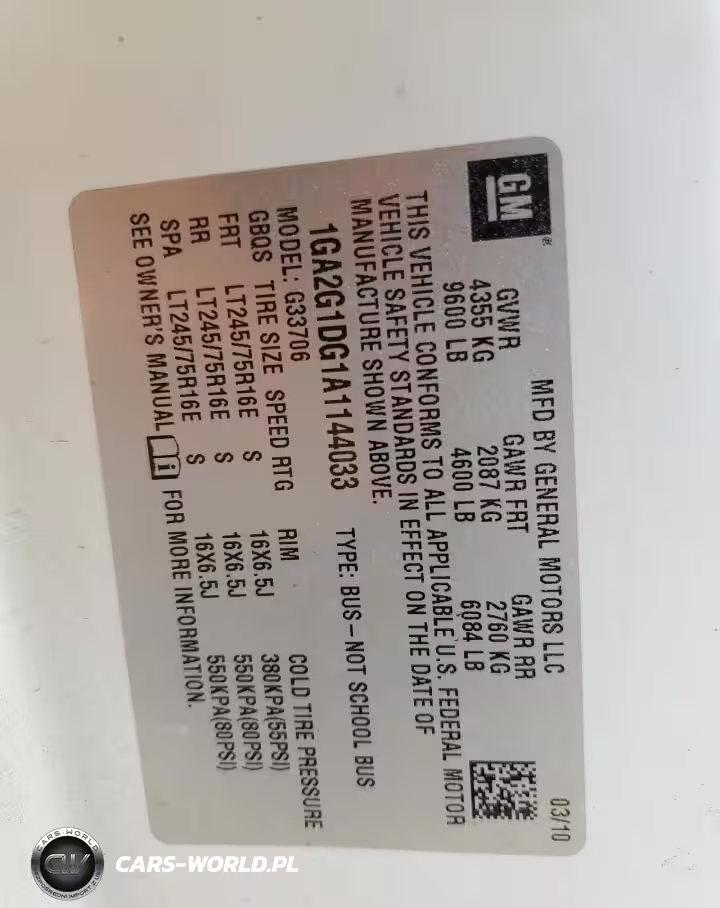 GM
MFD BY GENERAL MOTORS LLC 03/10
GVWR GAWR FRT GAWR RR
4355 KG 2087 KG 2760 KG
9600 LB 4600 LB 6084 LB
THIS VEHICLE CONFORMS TO ALL APPLICABLE U.S. FEDERAL MOTOR
VEHICLE SAFETY STANDARDS IN EFFECT ON THE DATE OF
MANUFACTURE SHOWN ABOVE.
1GA2G1DG1A1144033 TYPE: BUS-NOT SCHOOL BUS
MODEL: G33706
GBQS TIRE SIZE SPEED RTG RIM COLD TIRE PRESSURE
FRT LT245/75R16E S 16X6.5J 380KPA(55PSI)
RR LT245/75R16E S 16X6.5J 550KPA(80PSI)
SPA LT245/75R16E S 16X6.5J 550KPA(80PSI)
SEE OWNER'S MANUAL FOR MORE INFORMATION.
CARS-WORLD
CW
CARS-WORLD.PL